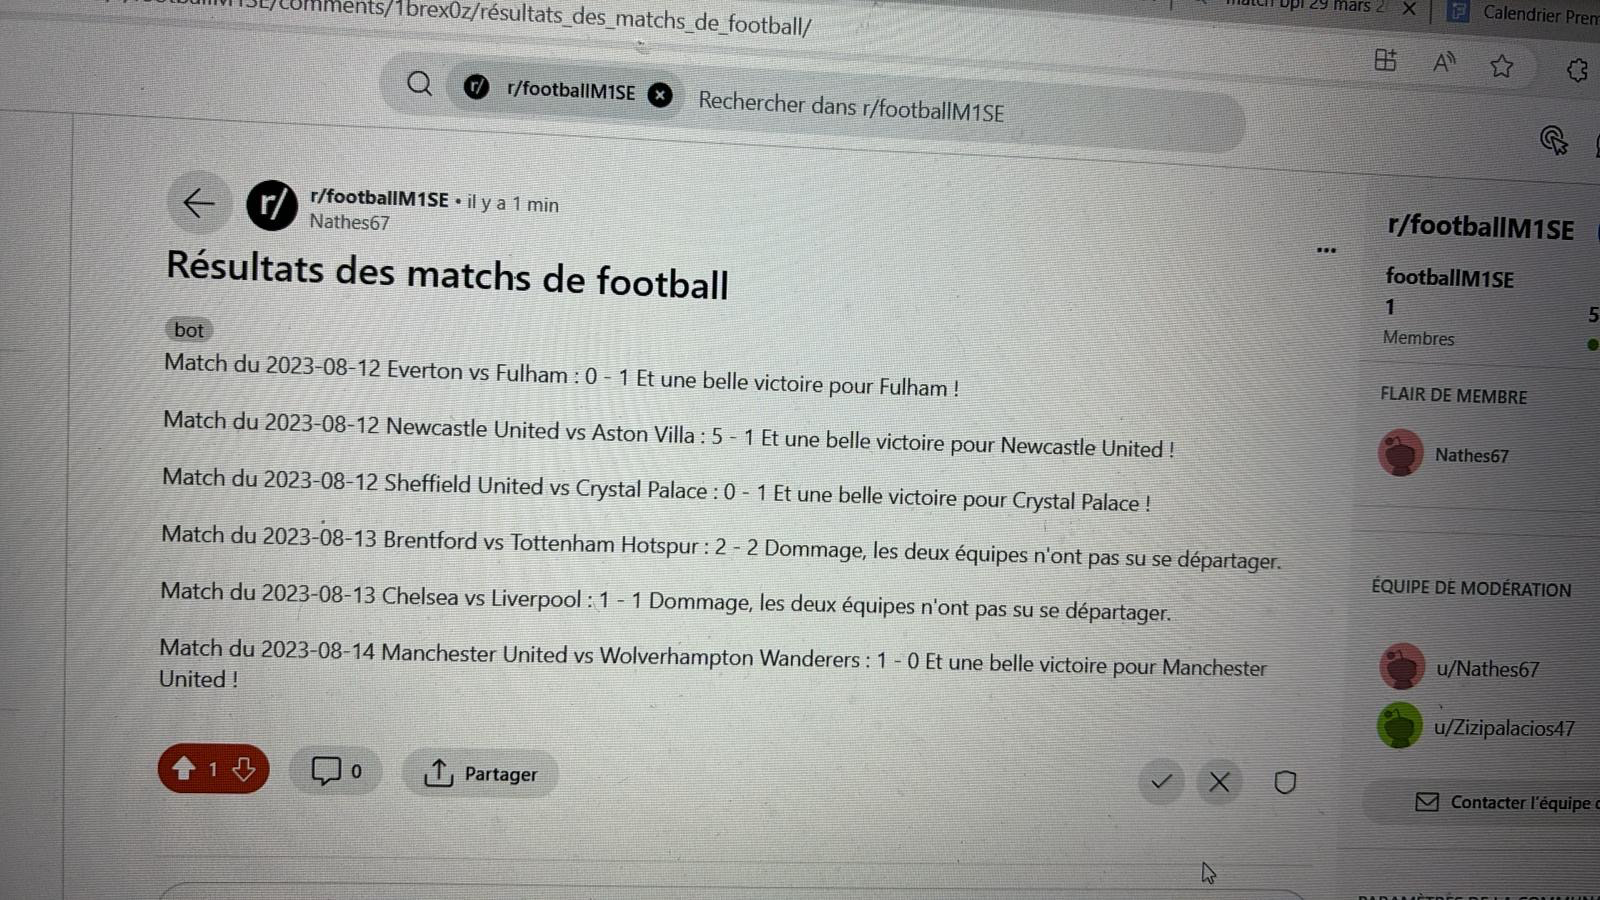 comments/1brex0z/résultats_des_matchs_de_football/
29 mars 2
Calendrier Prem
r/footballM1SE
Rechercher dans r/footballM1SE
r/footballM1SE • il y a 1 min
Nathes67
Résultats des matchs de football
bot
Match du 2023-08-12 Everton vs Fulham : 0 - 1 Et une belle victoire pour Fulham !
Match du 2023-08-12 Newcastle United vs Aston Villa : 5 - 1 Et une belle victoire pour Newcastle United !
Match du 2023-08-12 Sheffield United vs Crystal Palace : 0 - 1 Et une belle victoire pour Crystal Palace !
Match du 2023-08-13 Brentford vs Tottenham Hotspur : 2 - 2 Dommage, les deux équipes n'ont pas su se départager.
Match du 2023-08-13 Chelsea vs Liverpool : 1 - 1 Dommage, les deux équipes n'ont pas su se départager.
Match du 2023-08-14 Manchester United vs Wolverhampton Wanderers : 1 - 0 Et une belle victoire pour Manchester
United !
1
0
Partager
r/footballM1SE
footballM1SE
1
5
Membres
FLAIR DE MEMBRE
Nathes67
ÉQUIPE DE MODÉRATION
u/Nathes67
u/Zizipalacios47
Contacter l'équipe